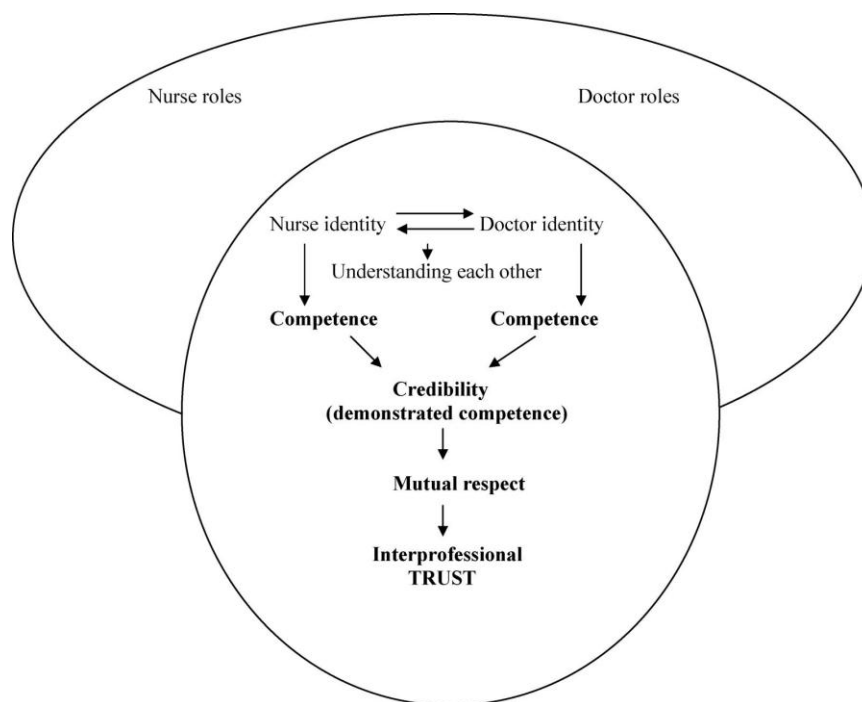 Nurse roles
Doctor roles
Nurse identity
Doctor identity
Understanding each other
Competence
Competence
Credibility
(demonstrated competence)
Mutual respect
Interprofessional
TRUST